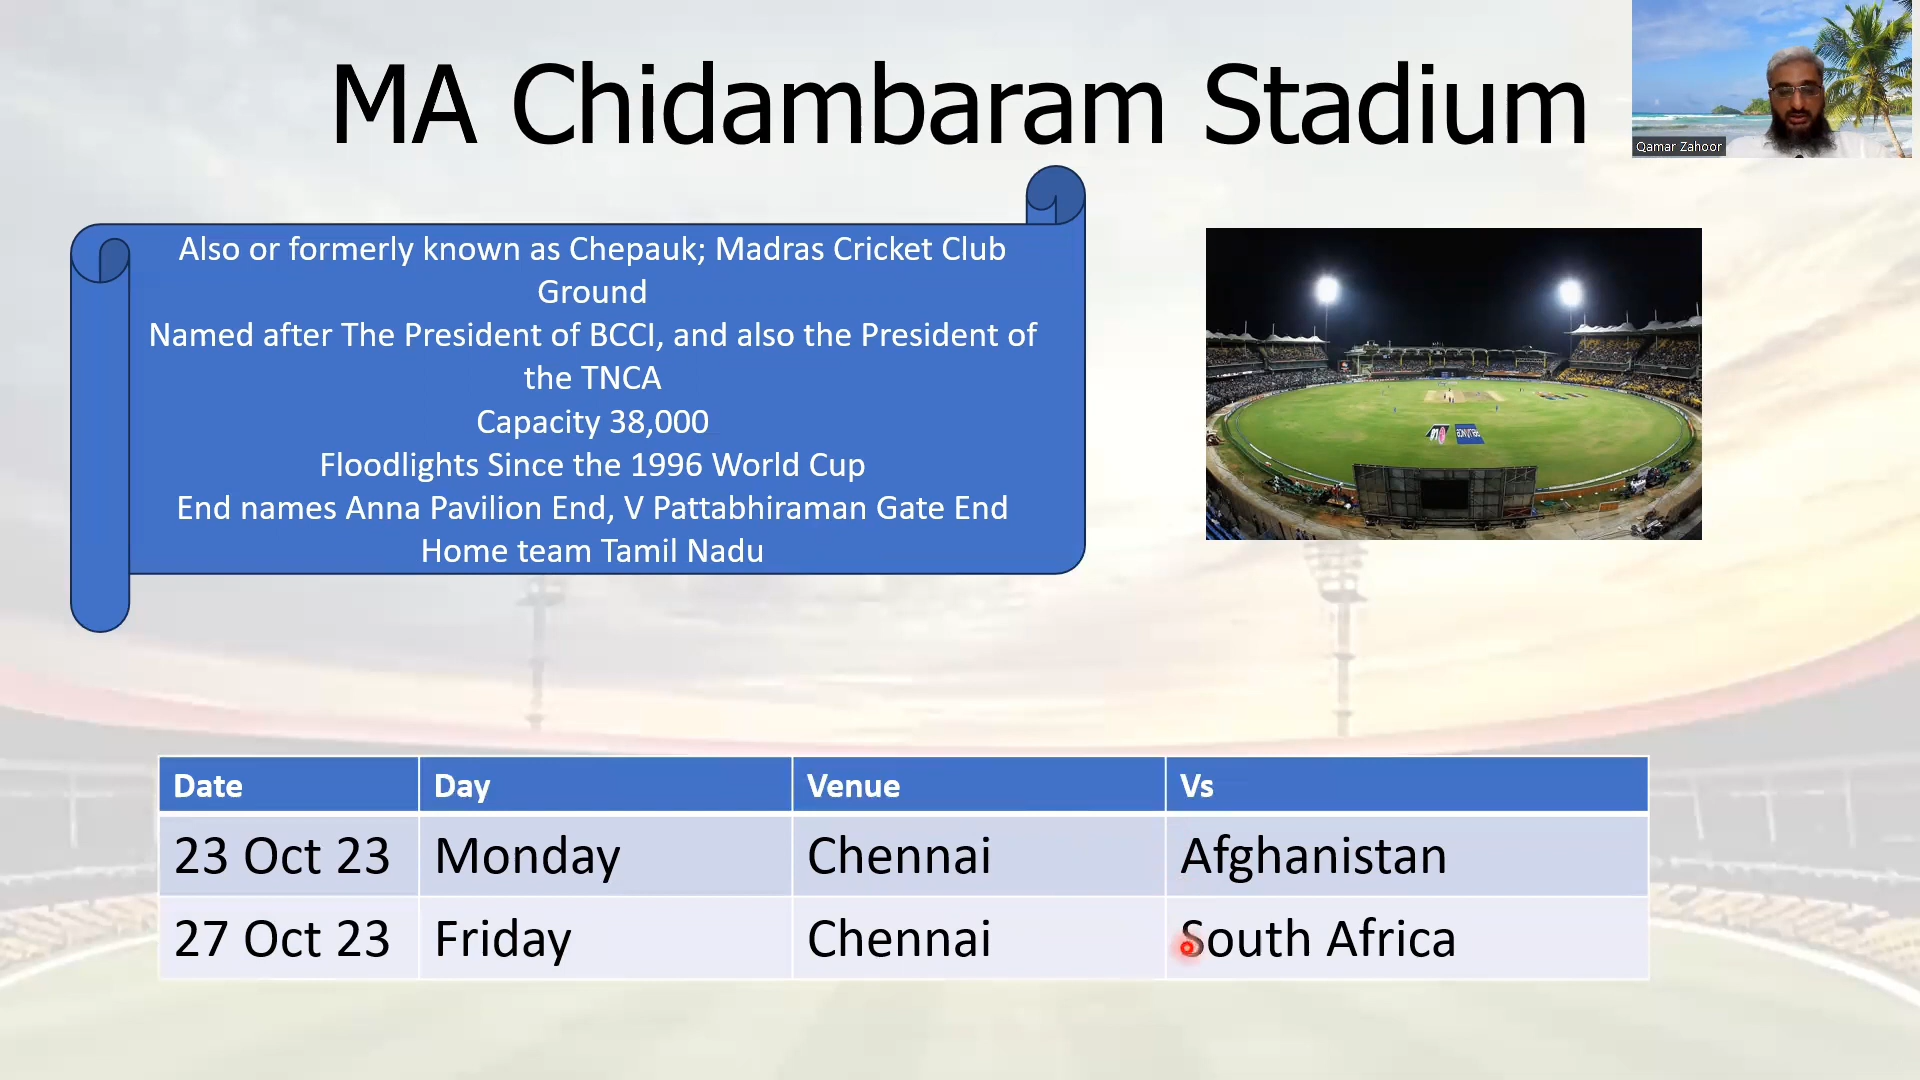 MA Chidambaram Stadium
Qamar Zahoor
Also or formerly known as Chepauk; Madras Cricket Club
Ground
Named after The President of BCCI, and also the President of
the TNCA
Capacity 38,000
Floodlights Since the 1996 World Cup
End names Anna Pavilion End, V Pattabhiraman Gate End
Home team Tamil Nadu
Date Day Venue Vs
23 Oct 23 Monday Chennai Afghanistan
27 Oct 23 Friday Chennai South Africa